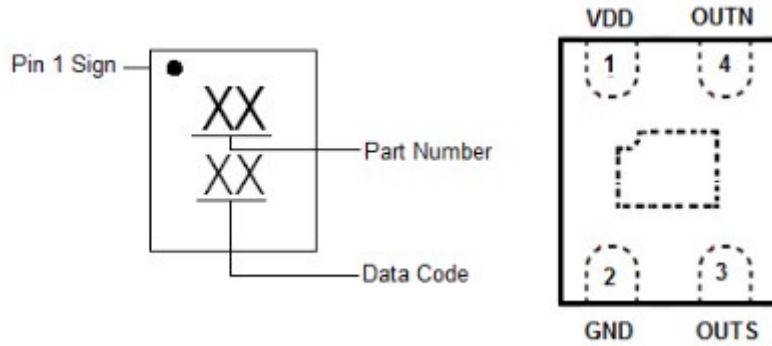 Pin 1 Sign
XX
Part Number
XX
Data Code
VDD OUTN
1 4
2 3
GND OUTS